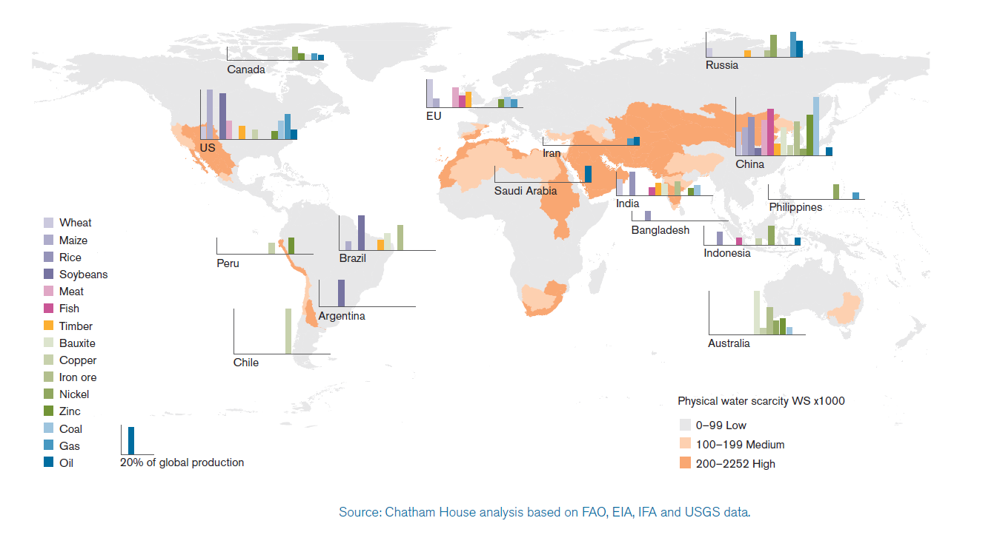 Canada
Russia
EU
US
Iran
China
Saudi Arabia
India
Philippines
Bangladesh
Wheat
Maize
Rice
Soybeans
Meat
Fish
Timber
Bauxite
Copper
Iron ore
Nickel
Zinc
Coal
Gas
Oil
Peru
Brazil
Indonesia
Argentina
Australia
Chile
20% of global production
Physical water scarcity WS x1000
0–99 Low
100–199 Medium
200–2252 High
Source: Chatham House analysis based on FAO, EIA, IFA and USGS data.